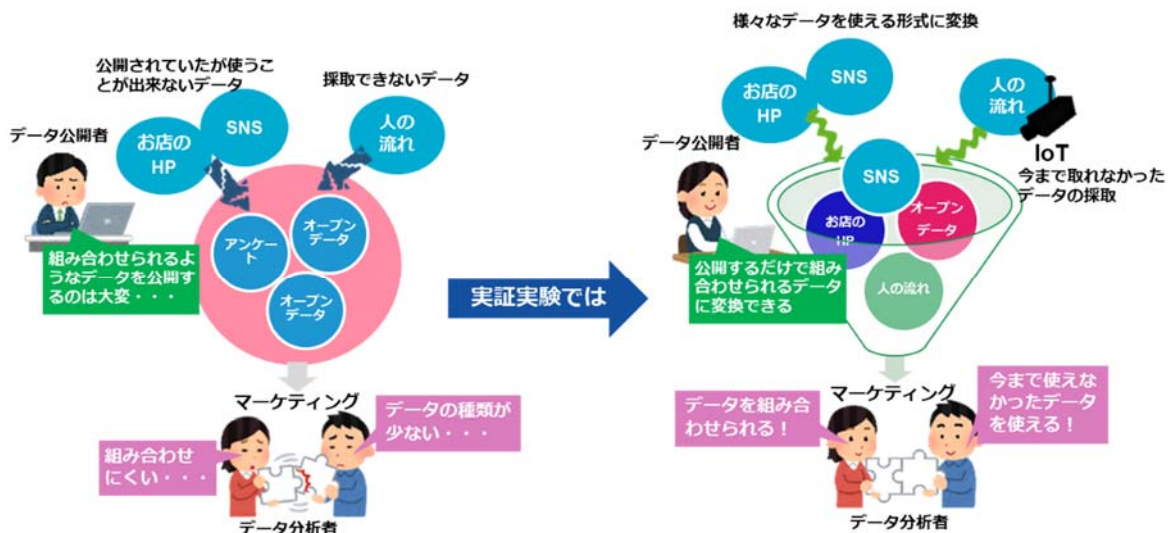 公開されていたが使うこ
とが出来ないデータ
採取できないデータ
データ公開者
お店の
HP
SNS
人の
流れ
アンケー
ト
オープン
データ
オープン
データ
組み合わせられるよ
うなデータを公開す
るのは大変・・・
マーケティング
組み合わせ
にくい・・・
データの種類が
少ない・・・
データ分析者
実証実験では
様々なデータを使える形式に変換
お店の
HP
SNS
人の
流れ
IoT
今まで取れなかった
データの採取
データ公開者
SNS
お店の
HP
オープン
データ
人の流れ
公開するだけで組み
合わせられるデータ
に変換できる
マーケティング
データを組み合
わせられる！
今まで使えな
かったデータ
を使える！
データ分析者